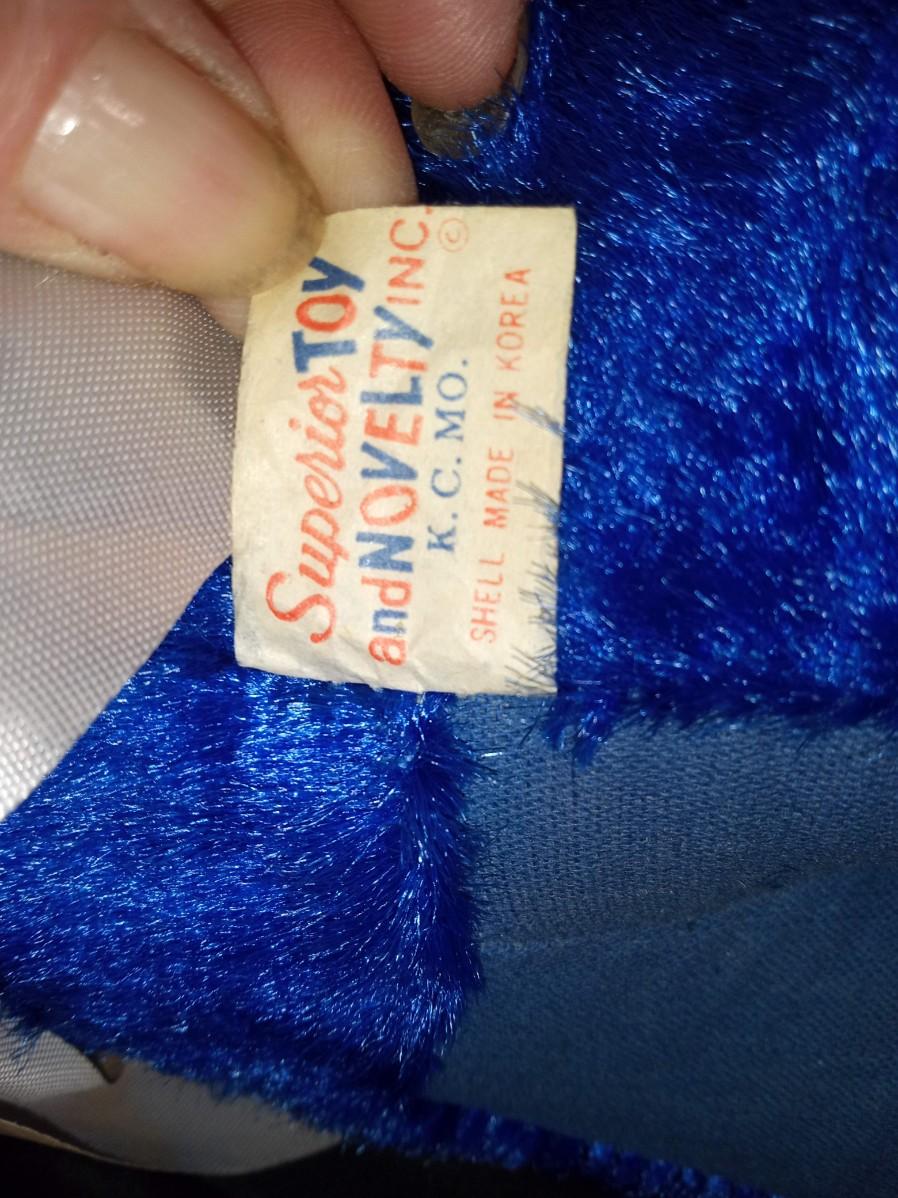 Superior TOY
and NOVELTY INC.
©
K. C. MO.
SHELL MADE IN KOREA